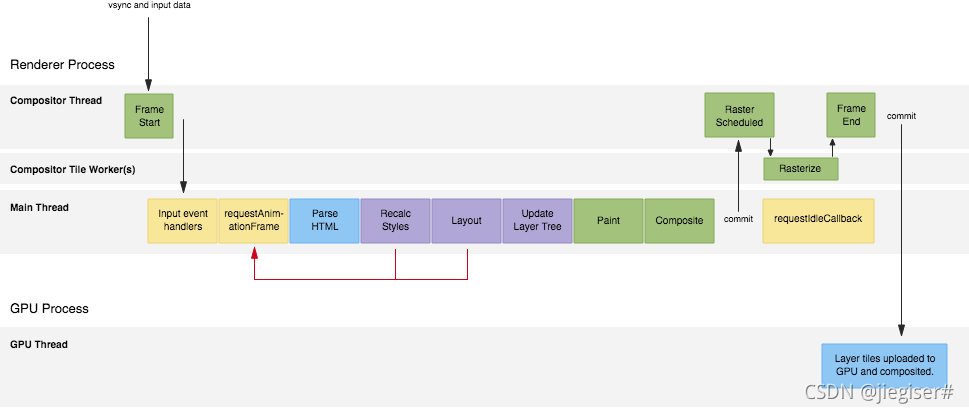 vsync and input data
Renderer Process
Compositor Thread
Frame
Start
Raster
Scheduled
Frame
End
commit
Compositor Tile Worker(s)
Rasterize
Main Thread
Input event
handlers
requestAnim-
ationFrame
Parse
HTML
Recalc
Styles
Layout
Update
Layer Tree
Paint
Composite
commit
requestIdleCallback
GPU Process
GPU Thread
Layer tiles uploaded to
GPU and composited.
CSDN @jiegiser#